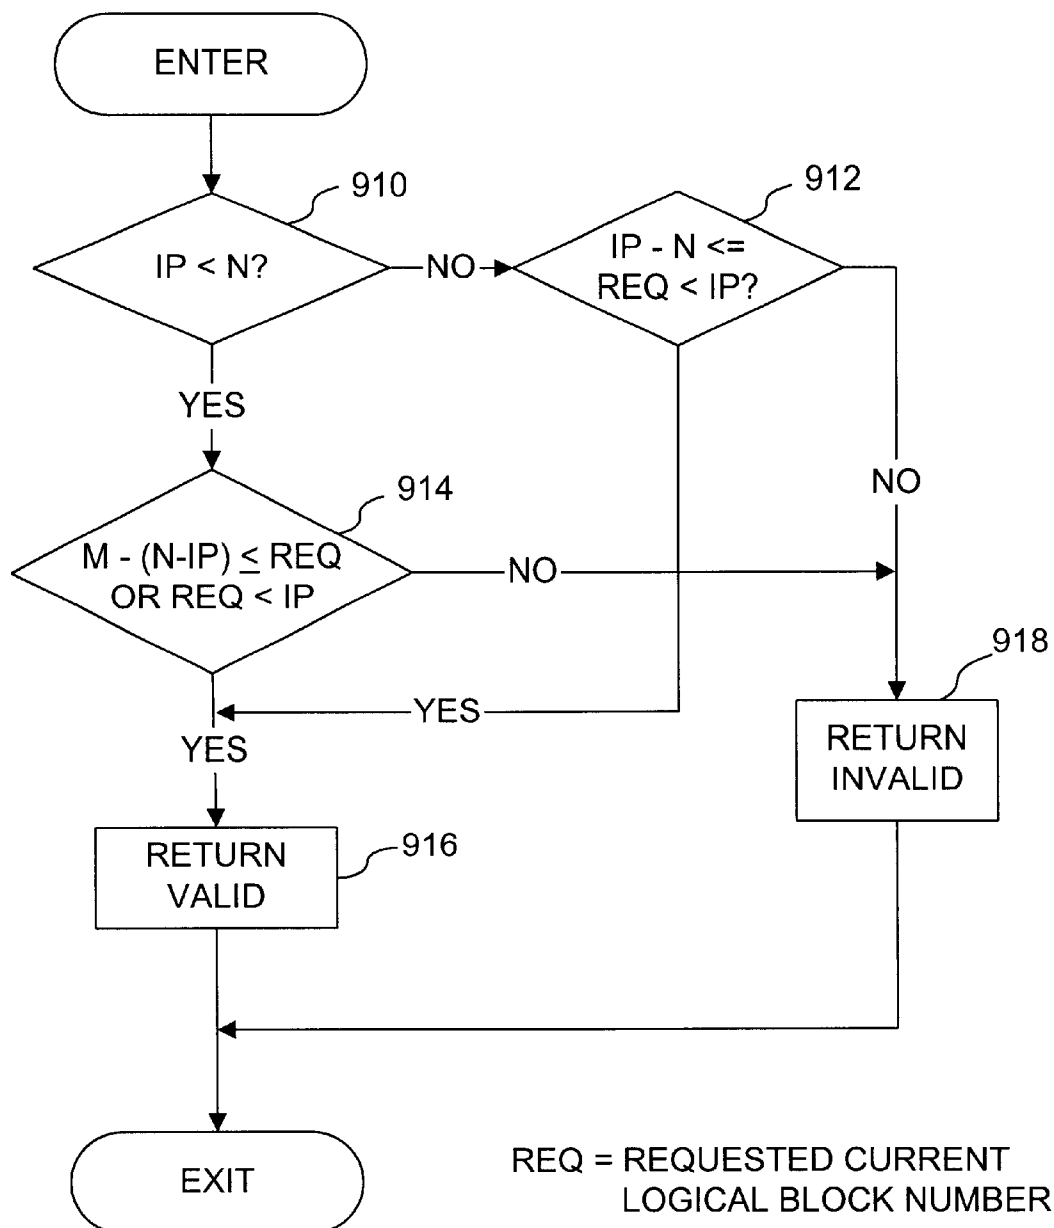 ENTER
910
IP < N?
NO
912
IP - N <=
REQ < IP?
YES
914
M - (N-IP) ≤ REQ
OR REQ < IP
NO
NO
918
YES
YES
RETURN
INVALID
RETURN
VALID
916
EXIT
REQ = REQUESTED CURRENT
LOGICAL BLOCK NUMBER